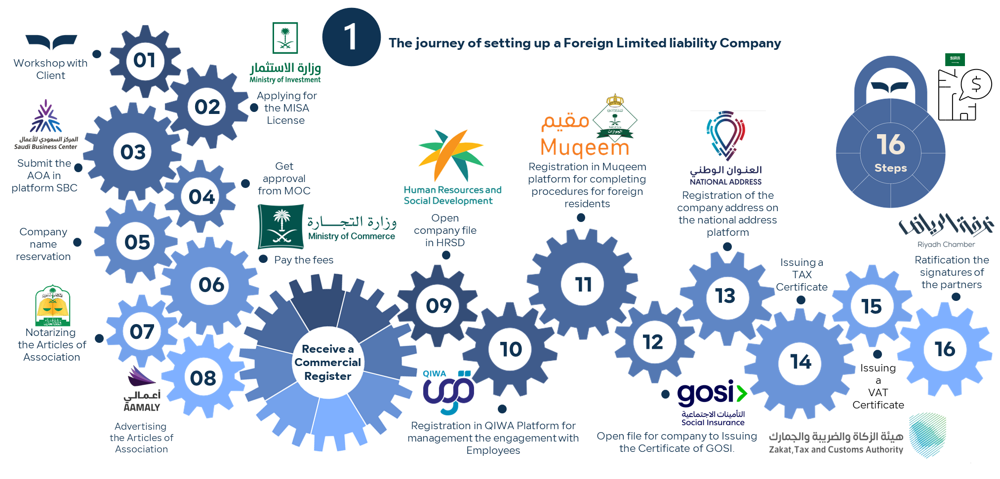 1
The journey of setting up a Foreign Limited liability Company
16
Steps
01
Workshop with
Client
02
وزارة الاستثمار
Ministry of Investment
Applying for
the MISA
License
03
المركز السعودي للأعمال
Saudi Business Center
Submit the
AOA in
platform SBC
04
Get
approval
from MOC
وزارة التجـــارة
Ministry of Commerce
05
Company
name
reservation
06
Pay the fees
07
وزارة العدل
Notarizing
the Articles of
Association
08
أعمـالـي
AAMALY
Advertising
the Articles of
Association
Receive a
Commercial
Register
09
Human Resources and
Social Development
Open
company file
in HRSD
10
QIWA
قوى
Registration in QIWA Platform for
management the engagement with
Employees
11
مقيم
الجوازات
Muqeem
Registration in Muqeem
platform for completing
procedures for foreign
residents
12
gosi
التأمينات الاجتماعية
Social Insurance
Open file for company to Issuing
the Certificate of GOSI.
13
العنـوان الوطني
NATIONAL ADDRESS
Registration of the
company address on
the national address
platform
14
Issuing a
TAX
Certificate
15
Issuing
a
VAT
Certificate
هيئة الزكاة والضريبة والجمارك
Zakat, Tax and Customs Authority
16
غرفة الرياض
Riyadh Chamber
Ratification the
signatures of
the partners